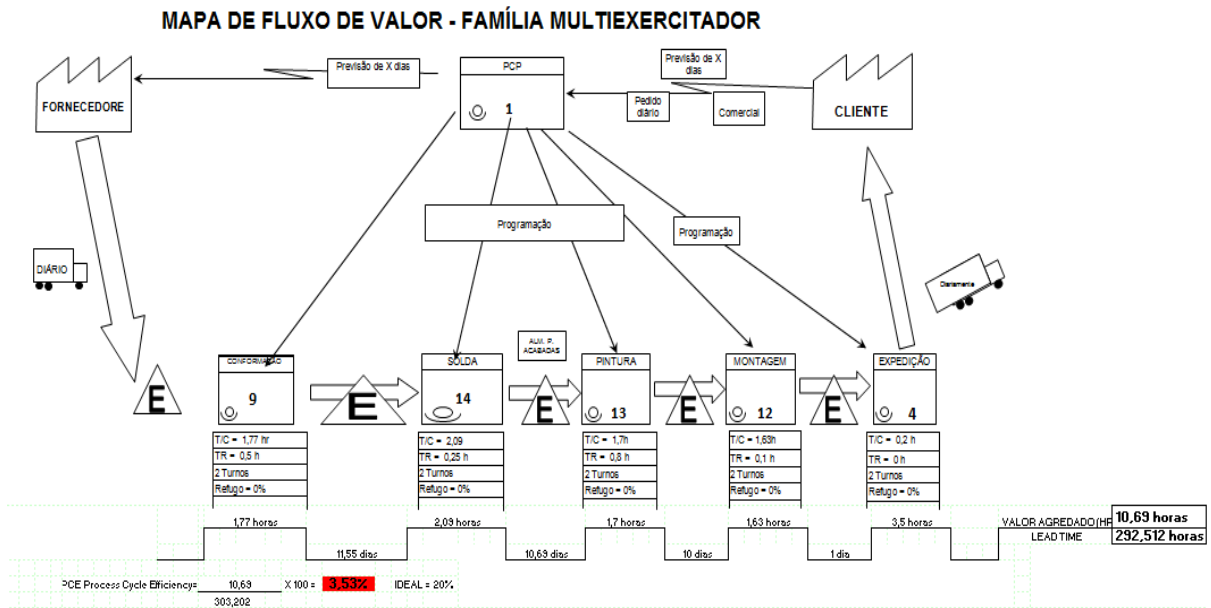 MAPA DE FLUXO DE VALOR - FAMÍLIA MULTIEXERCITADOR
Previsão de X dias
PCP
1
Previsão de X
dias
Pedido
diário
Comercial
FORNECEDORE
CLIENTE
Programação
Programação
DIÁRIO
Diariamente
ALM. P.
ACABADAS
CONFORMAÇÃO
SOLDA
PINTURA
MONTAGEM
EXPEDIÇÃO
E
9
E
14
E
13
E
12
E
4
T/C = 1,77 hr
TR = 0,5 h
2 Turnos
Refugo = 0%
T/C = 2,09
TR = 0,25 h
2 Turnos
Refugo = 0%
T/C = 1,7h
TR = 0,8 h
2 Turnos
Refugo = 0%
T/C = 1,63h
TR = 0,1 h
2 Turnos
Refugo = 0%
T/C = 0,2 h
TR = 0 h
2 Turnos
Refugo = 0%
1,77 horas
2,09 horas
1,7 horas
1,63 horas
3,5 horas
VALOR AGREDADO(HR
10,69 horas
LEAD TIME
292,512 horas
11,55 dias
10,69 dias
10 dias
1 dia
PCE Process Cycle Efficiency=
10,69
X 100 =
3,53%
IDEAL = 20%
303,202